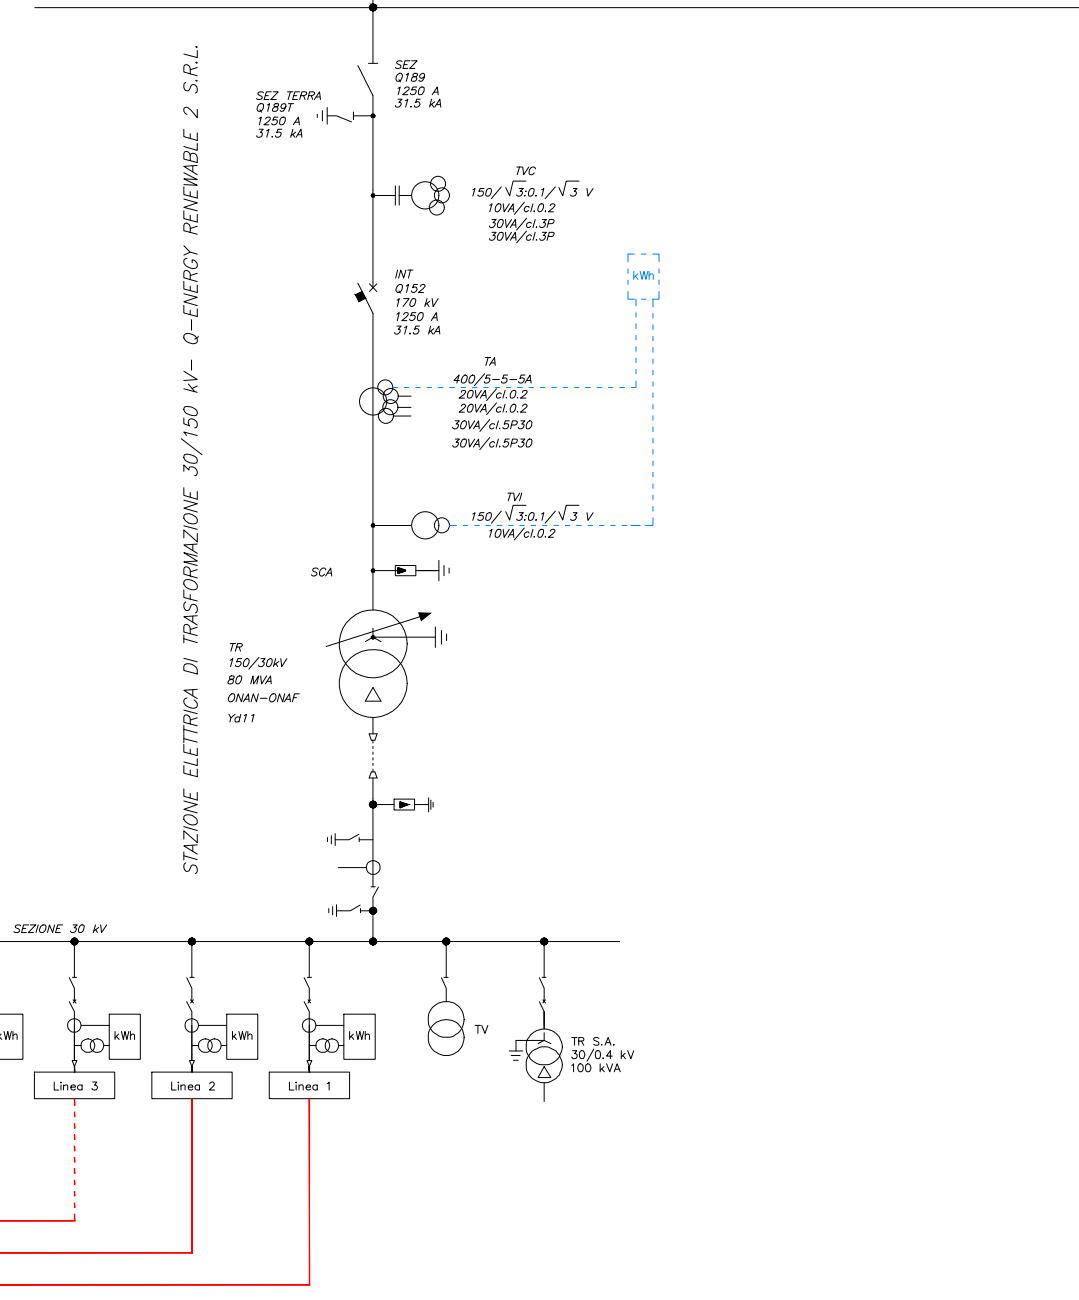 STAZIONE ELETTRICA DI TRASFORMAZIONE 30/150 kV- Q-ENERGY RENEWABLE 2 S.R.L.
SEZ
Q189
1250 A
31.5 kA
SEZ TERRA
Q189T
1250 A
31.5 kA
TVC
150/√3:0.1/√3 V
10VA/cl.0.2
30VA/cl.3P
30VA/cl.3P
kWh
INT
Q152
170 kV
1250 A
31.5 kA
TA
400/5-5-5A
20VA/cl.0.2
20VA/cl.0.2
30VA/cl.5P30
30VA/cl.5P30
TVI
150/√3:0.1/√3 V
10VA/cl.0.2
SCA
TR
150/30kV
80 MVA
ONAN-ONAF
Yd11
SEZIONE 30 kV
kWh
kWh
kWh
kWh
TV
TR S.A.
30/0.4 kV
100 kVA
Linea 3
Linea 2
Linea 1